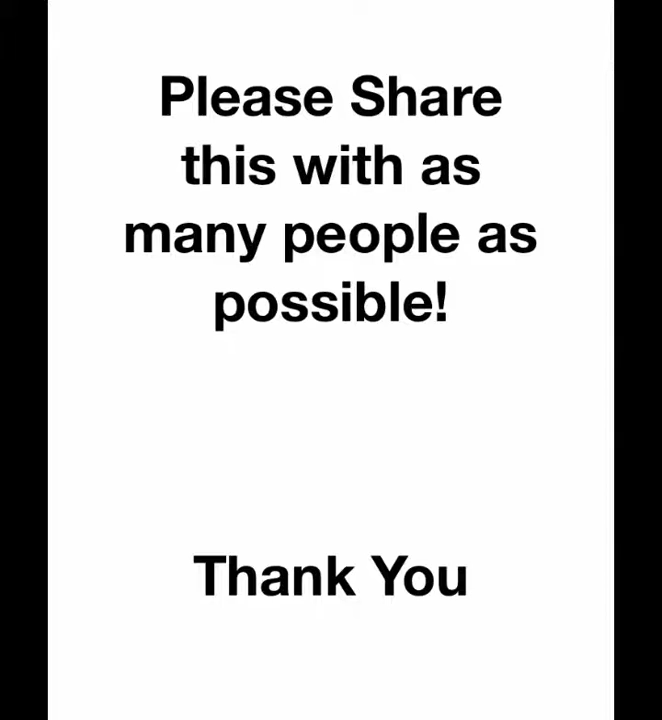 Please Share
this with as
many people as
possible!
Thank You